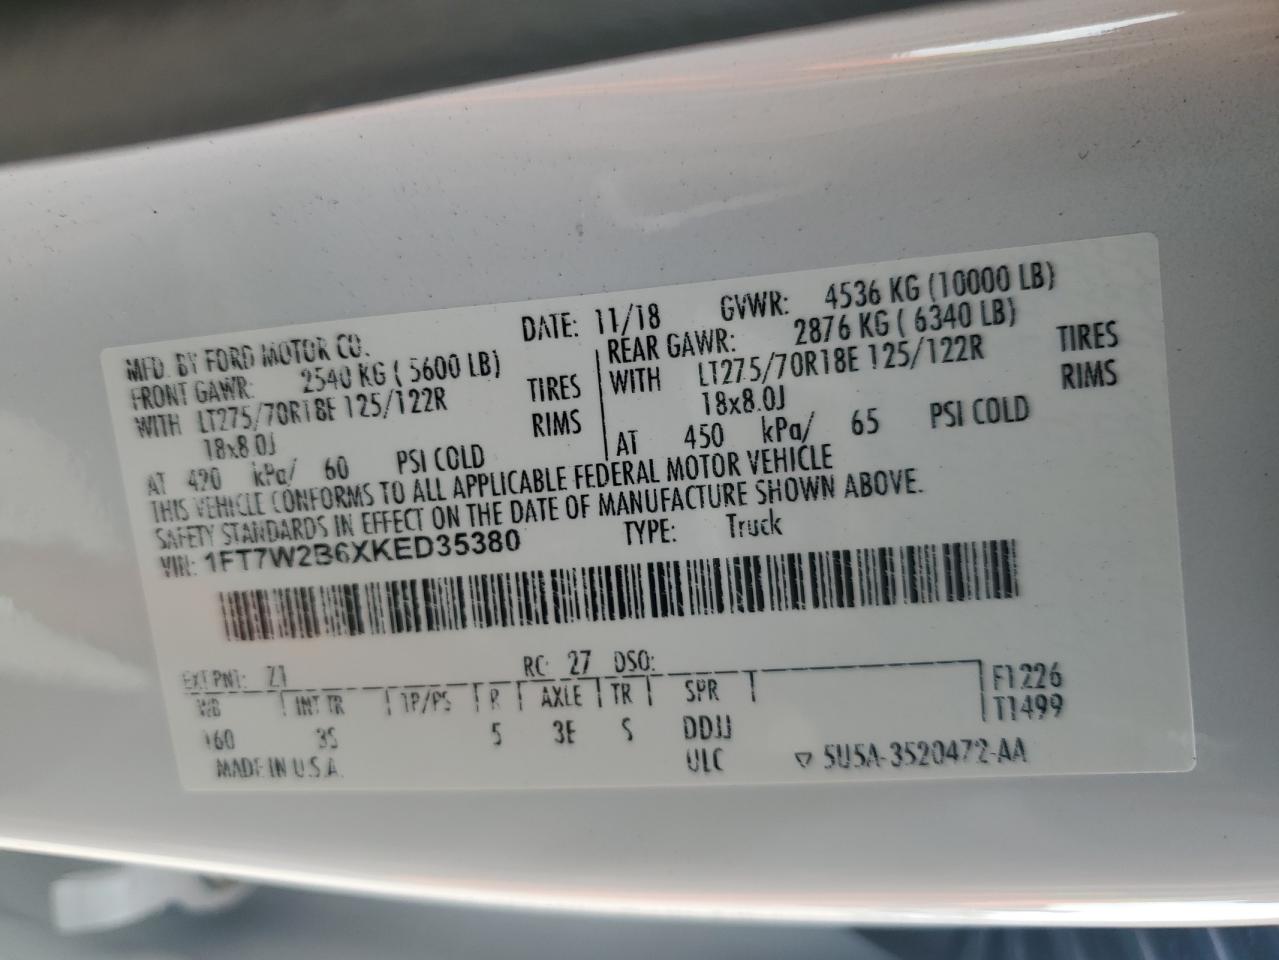 MFD. BY FORD MOTOR CO.
DATE: 11/18 GVWR: 4536 KG (10000 LB)
FRONT GAWR: 2540 KG ( 5600 LB)
REAR GAWR: 2876 KG ( 6340 LB)
WITH LT275/70R18E 125/122R TIRES
18x8.0J RIMS
AT 420 kPa/ 60 PSI COLD
WITH LT275/70R18E 125/122R TIRES
18x8.0J RIMS
AT 450 kPa/ 65 PSI COLD
THIS VEHICLE CONFORMS TO ALL APPLICABLE FEDERAL MOTOR VEHICLE
SAFETY STANDARDS IN EFFECT ON THE DATE OF MANUFACTURE SHOWN ABOVE.
VIN: 1FT7W2B6XKED35380 TYPE: Truck
EXT PNT: Z1 RC: 27 DSO:
WB INT TR TP/PS R AXLE TR SPR F1226
T1499
160 3S 5 3E S DDJJ
MADE IN U.S.A. ULC ▽ 5U5A-3520472-AA